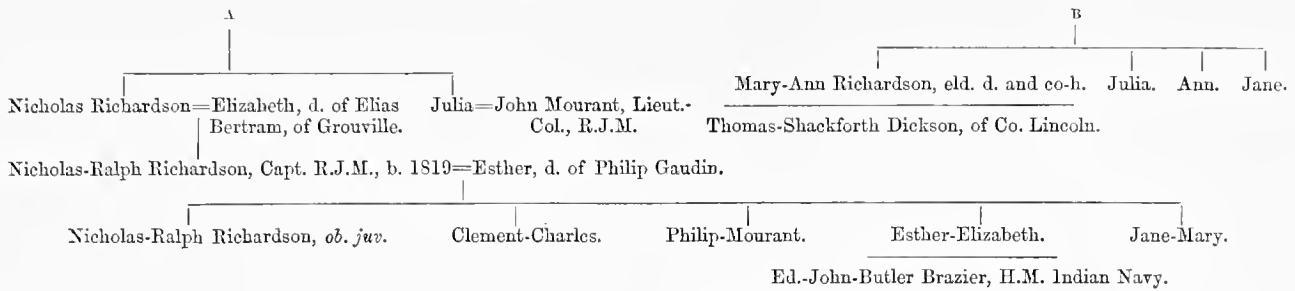 A B
Mary-Ann Richardson, eld. d. and co-h. Julia. Ann. Jane.
Nicholas Richardson=Elizabeth, d. of Elias Julia=John Mourant, Lieut.-
Bertram, of Grouville. Col., R.J.M. Thomas-Shackforth Dickson, of Co. Lincoln.
Nicholas-Ralph Richardson, Capt. R.J.M., b. 1819=Esther, d. of Philip Gaudin.
Nicholas-Ralph Richardson, ob. juv. Clement-Charles. Philip-Mourant. Esther-Elizabeth. Jane-Mary.
Ed.-John-Butler Brazier, H.M. Indian Navy.